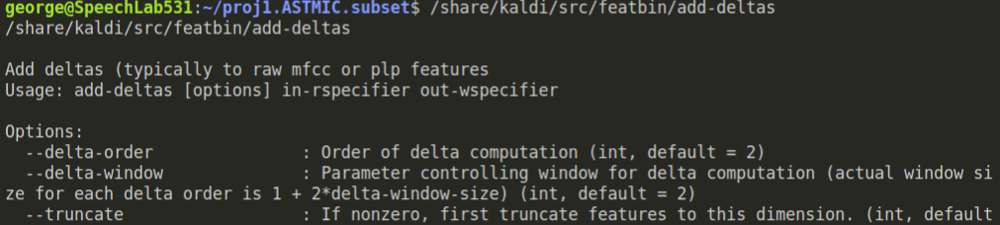 george@SpeechLab531:~/proj1.ASTMIC.subset$ /share/kaldi/src/featbin/add-deltas
/share/kaldi/src/featbin/add-deltas
Add deltas (typically to raw mfcc or plp features
Usage: add-deltas [options] in-rspecifier out-wspecifier
Options:
--delta-order : Order of delta computation (int, default = 2)
--delta-window : Parameter controlling window for delta computation (actual window si
ze for each delta order is 1 + 2*delta-window-size) (int, default = 2)
--truncate : If nonzero, first truncate features to this dimension. (int, default